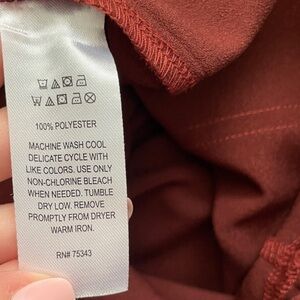 100% POLYESTER
MACHINE WASH COOL
DELICATE CYCLE WITH
LIKE COLORS. USE ONLY
NON-CHLORINE BLEACH
WHEN NEEDED. TUMBLE
DRY LOW. REMOVE
PROMPTLY FROM DRYER
WARM IRON.
RN# 75343